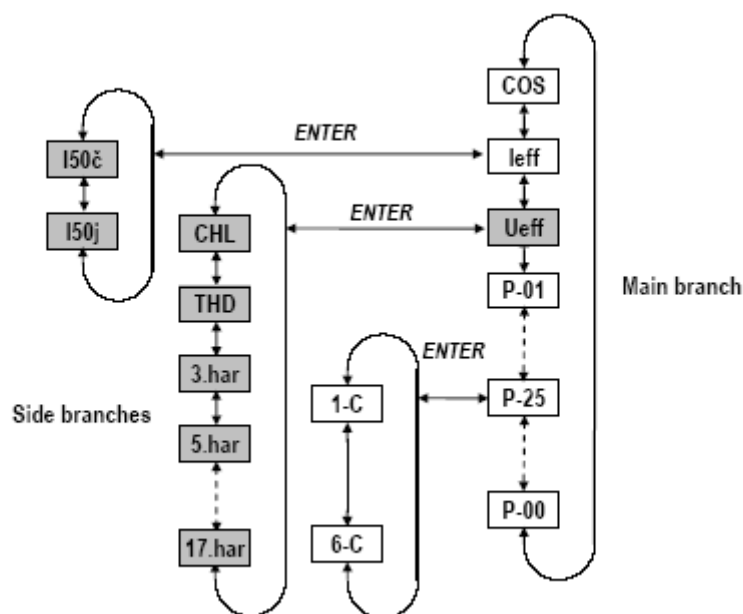 COS
ENTER
I50č
Ieff
I50j
CHL
ENTER
Ueff
THD
P-01
Main branch
3.har
ENTER
1-C
P-25
Side branches
5.har
P-00
17.har
6-C